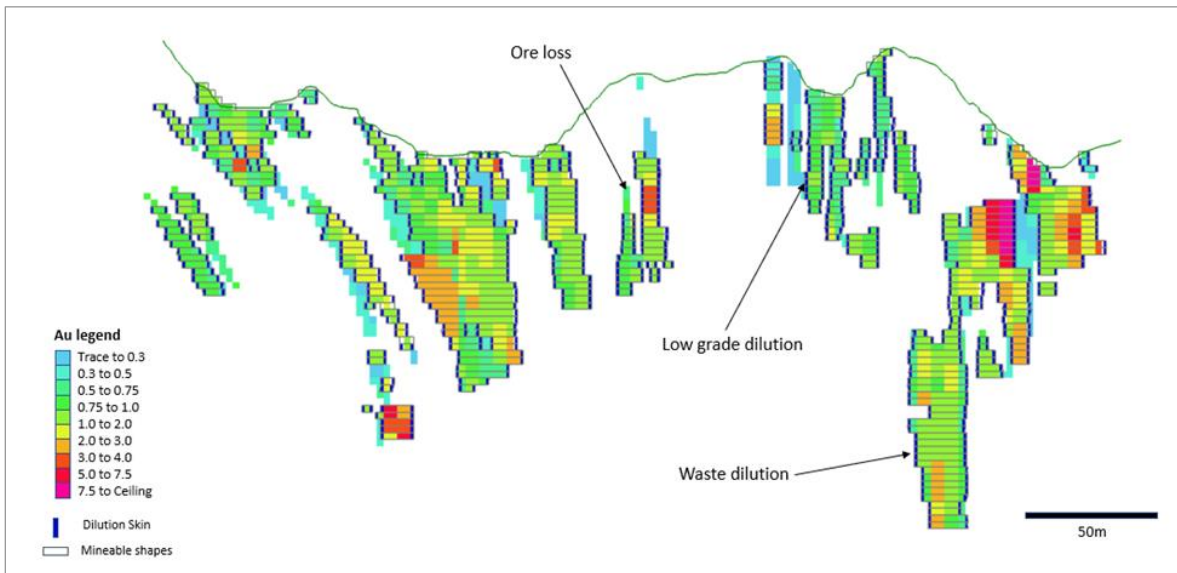 Ore loss
Low grade dilution
Waste dilution
Au legend
Trace to 0.3
0.3 to 0.5
0.5 to 0.75
0.75 to 1.0
1.0 to 2.0
2.0 to 3.0
3.0 to 4.0
5.0 to 7.5
7.5 to Ceiling
Dilution Skin
Mineable shapes
50m